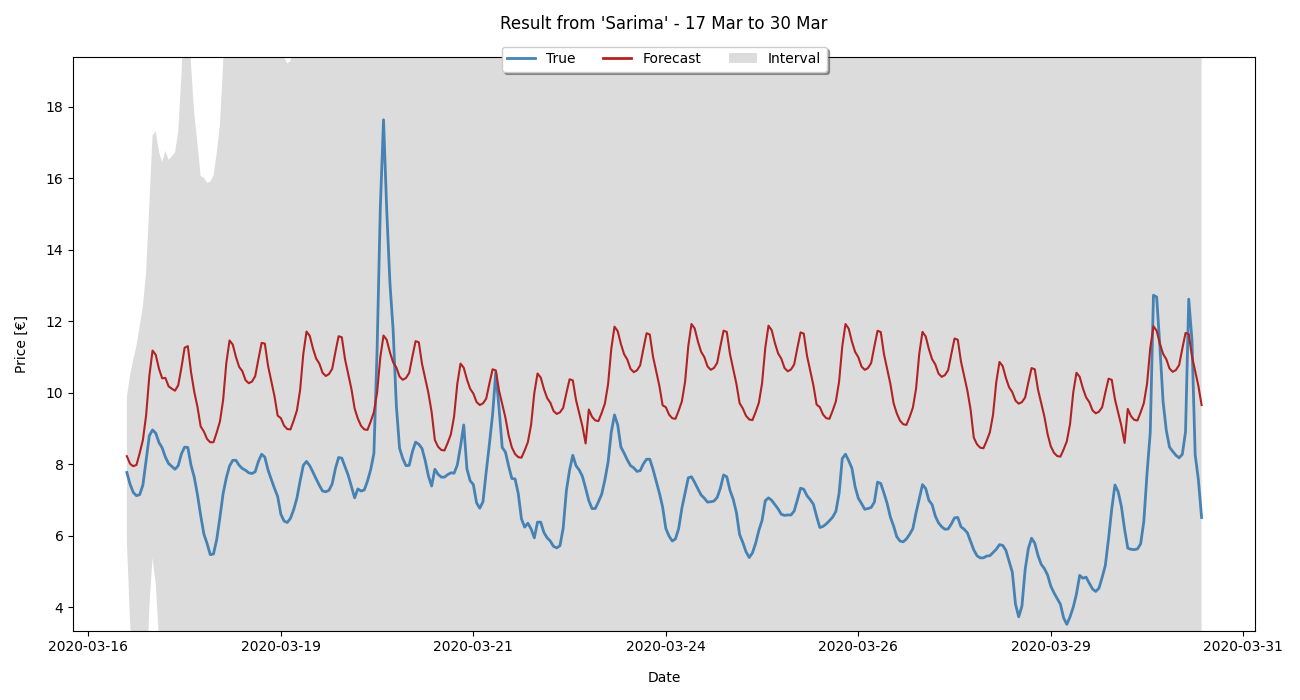 Result from 'Sarima' - 17 Mar to 30 Mar
True Forecast Interval
18
16
14
12
10
8
6
4
Price [€]
2020-03-16 2020-03-19 2020-03-21 2020-03-24 2020-03-26 2020-03-29 2020-03-31
Date